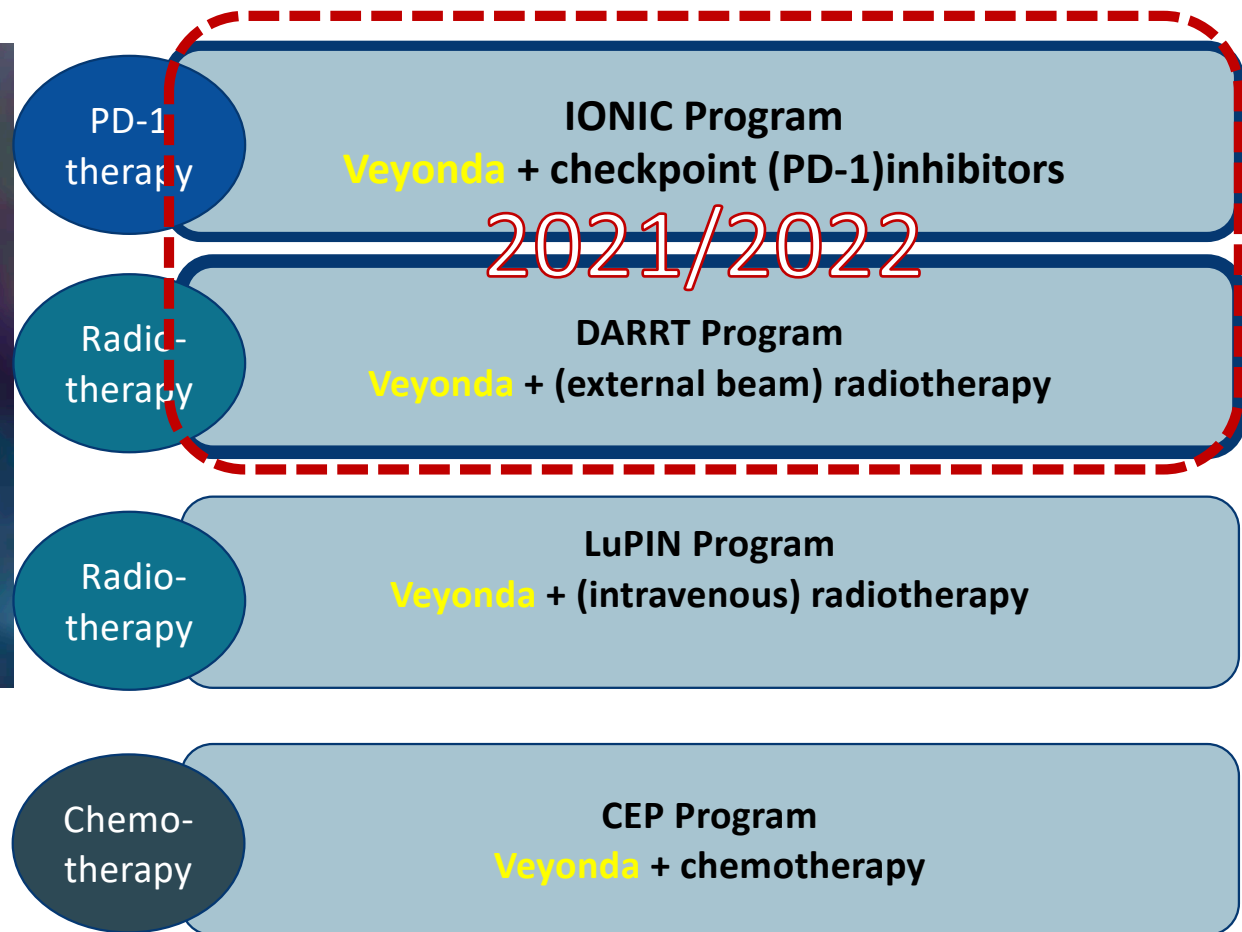 PD-1
therapy
IONIC Program
Veyonda + checkpoint (PD-1)inhibitors
2021/2022
Radio-
therapy
DARRT Program
Veyonda + (external beam) radiotherapy
Radio-
therapy
LuPIN Program
Veyonda + (intravenous) radiotherapy
Chemo-
therapy
CEP Program
Veyonda + chemotherapy